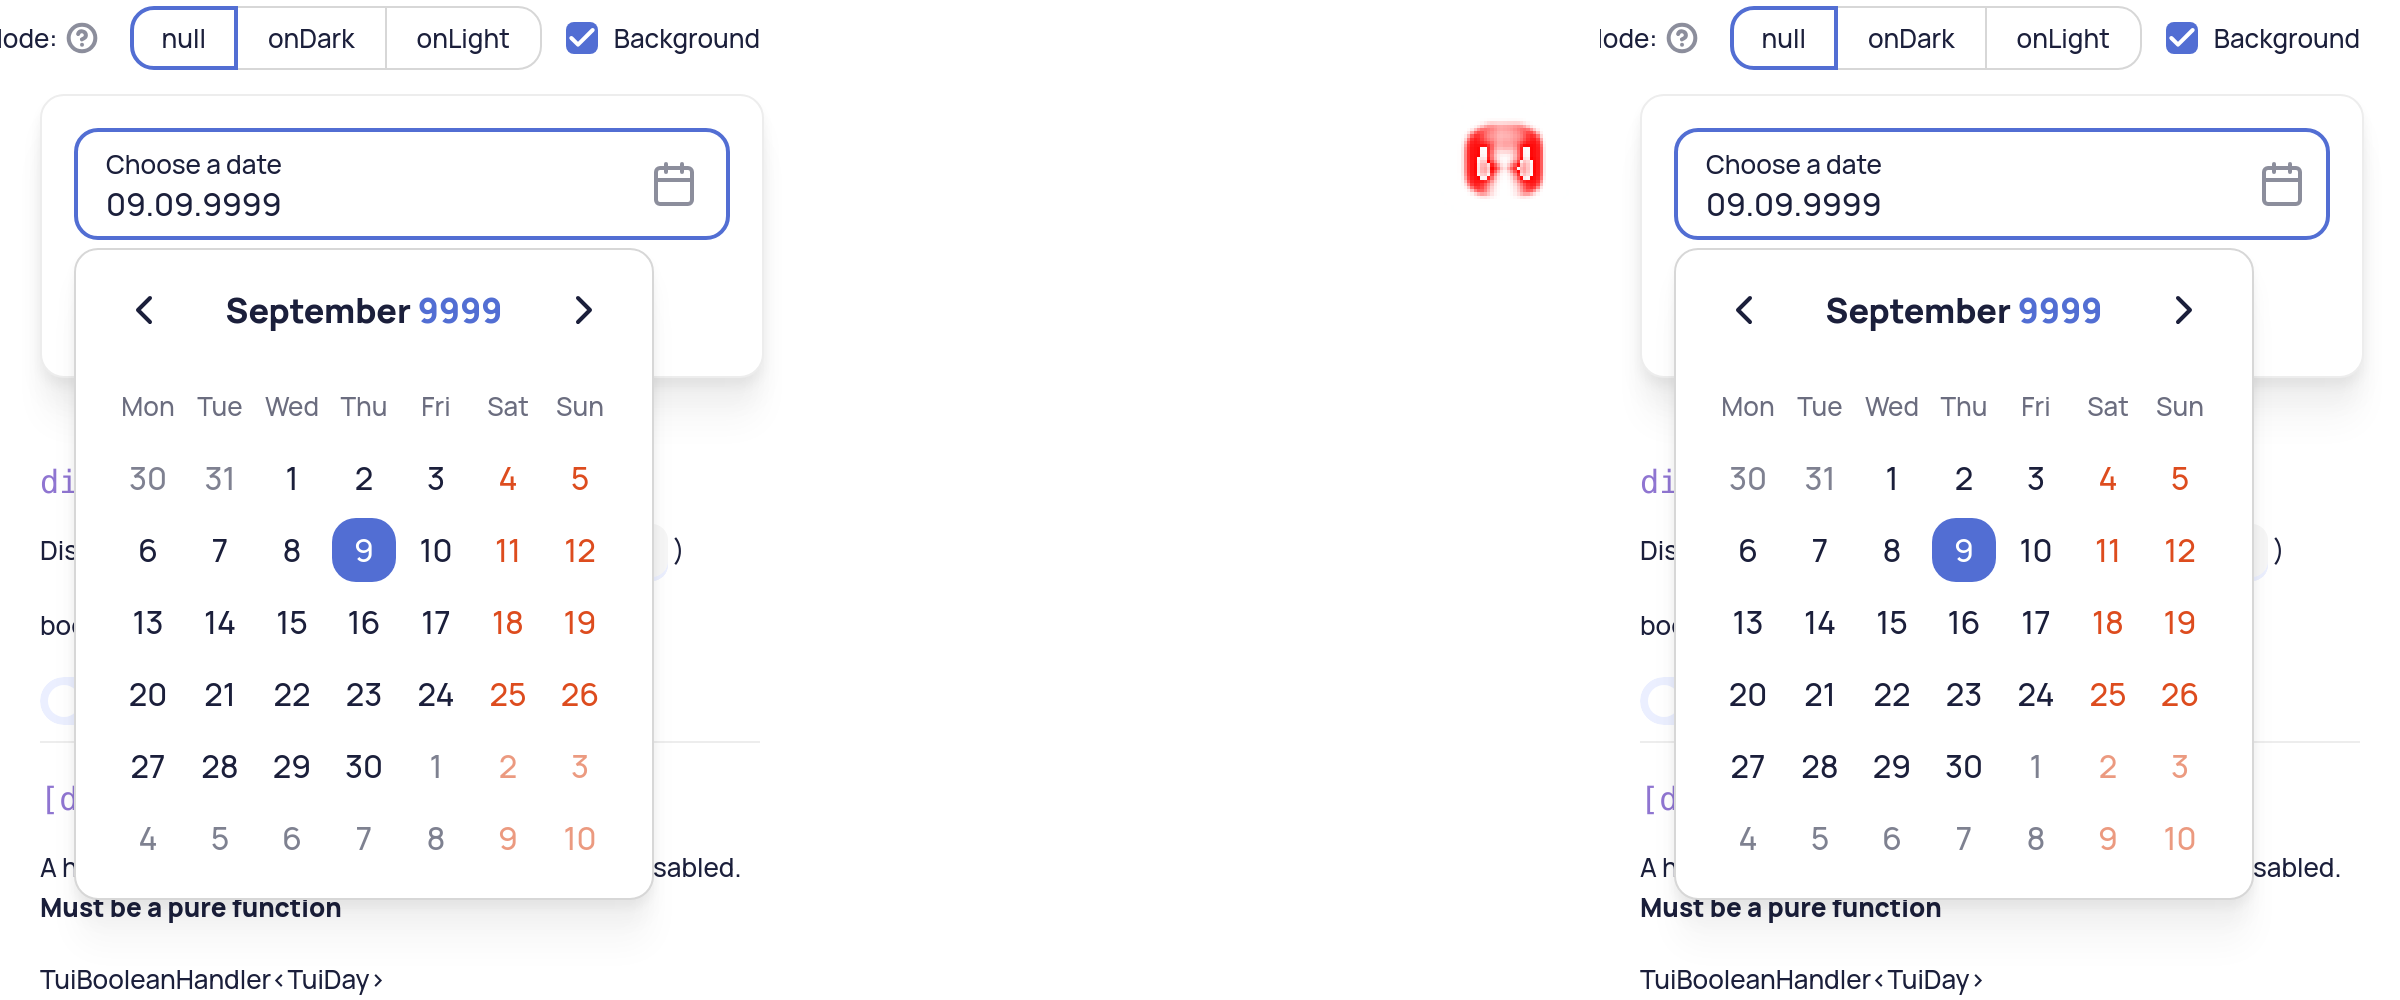 lode: null onDark onLight Background
Choose a date
09.09.9999
September 9999
Mon Tue Wed Thu Fri Sat Sun
30 31 1 2 3 4 5
6 7 8 9 10 11 12
13 14 15 16 17 18 19
20 21 22 23 24 25 26
27 28 29 30 1 2 3
4 5 6 7 8 9 10
di
Dis )
boo
[d
A h sabled.
Must be a pure function
TuiBooleanHandler<TuiDay>
lode: null onDark onLight Background
Choose a date
09.09.9999
September 9999
Mon Tue Wed Thu Fri Sat Sun
30 31 1 2 3 4 5
6 7 8 9 10 11 12
13 14 15 16 17 18 19
20 21 22 23 24 25 26
27 28 29 30 1 2 3
4 5 6 7 8 9 10
di
Dis )
boo
[d
A h sabled.
Must be a pure function
TuiBooleanHandler<TuiDay>